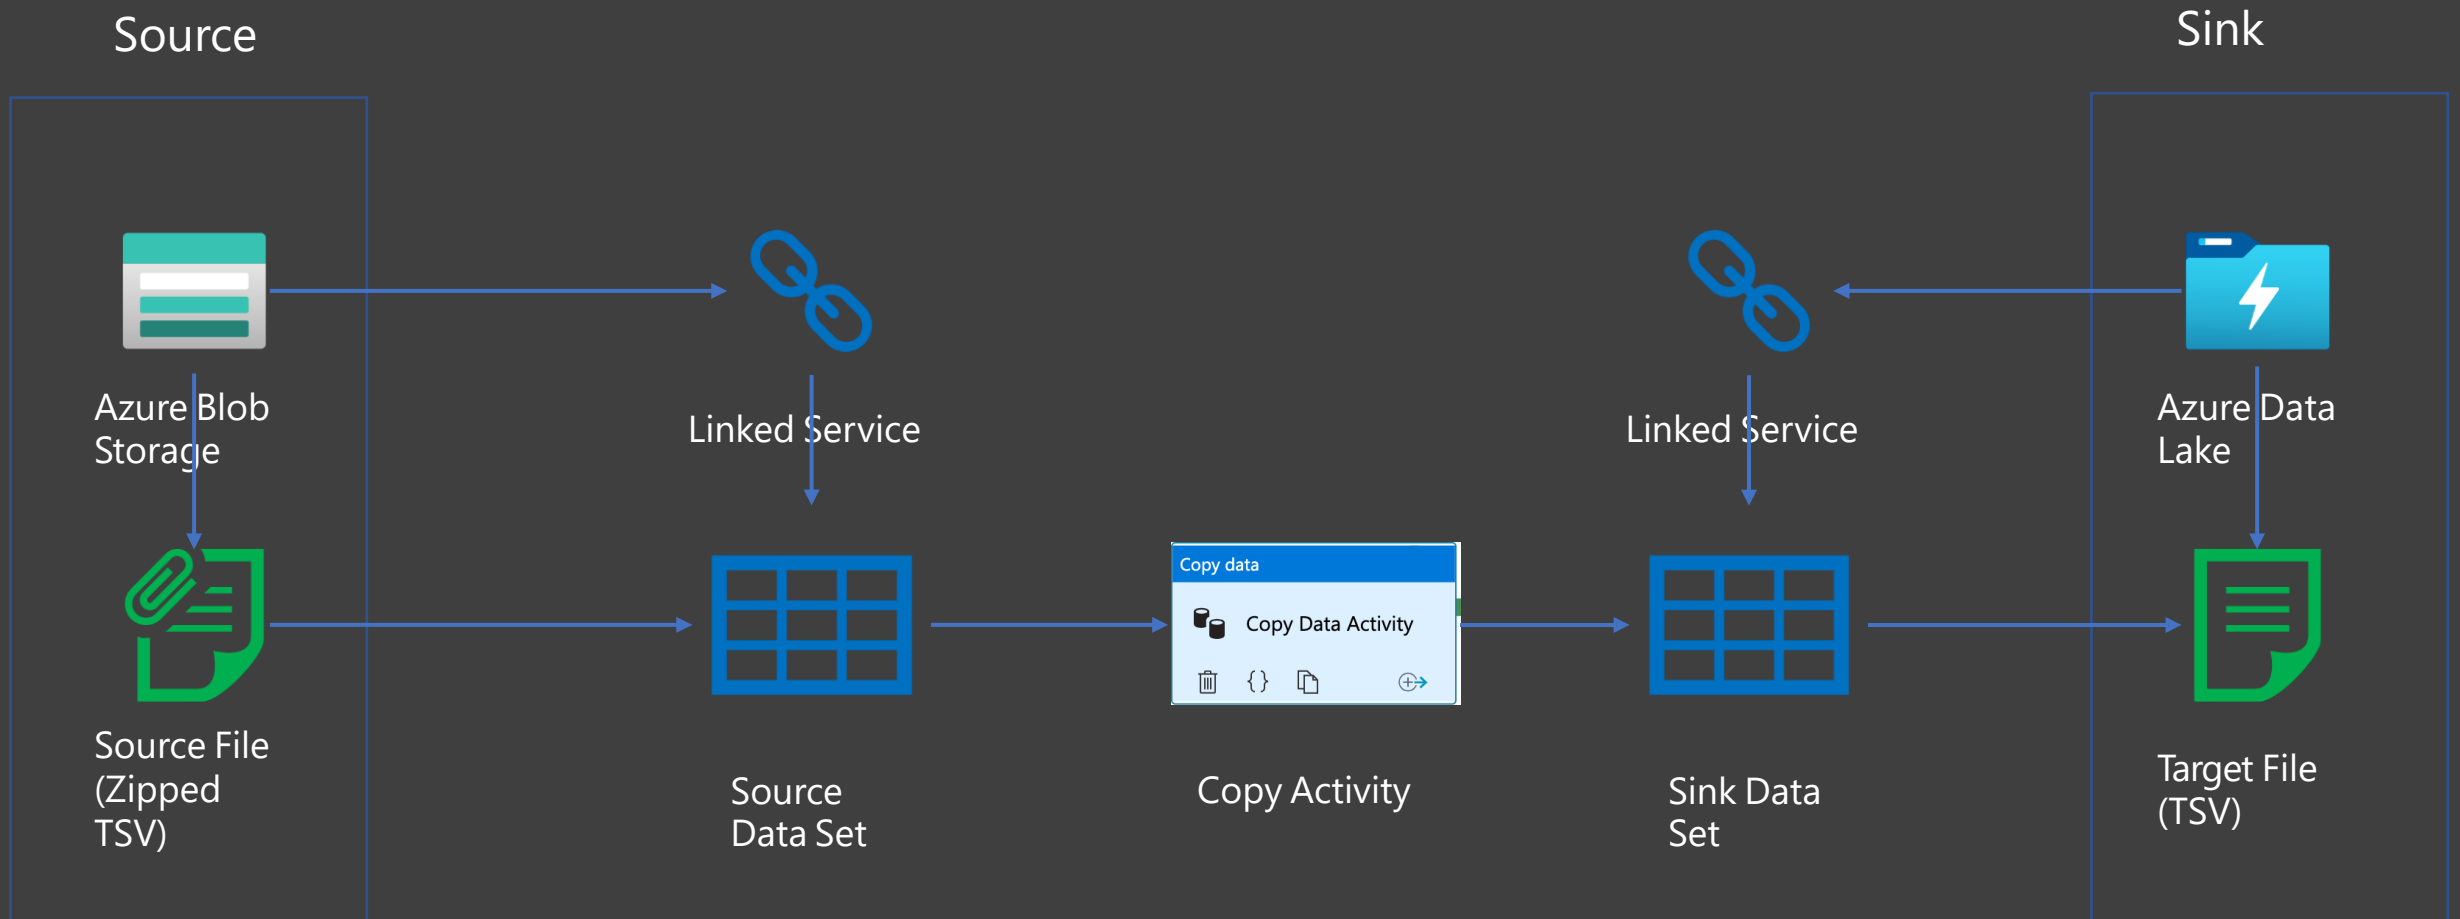 Source
Sink
Azure Blob
Storage
Linked Service
Linked Service
Azure Data
Lake
Copy data
Copy Data Activity
Source File
(Zipped
TSV)
Source
Data Set
Copy Activity
Sink Data
Set
Target File
(TSV)